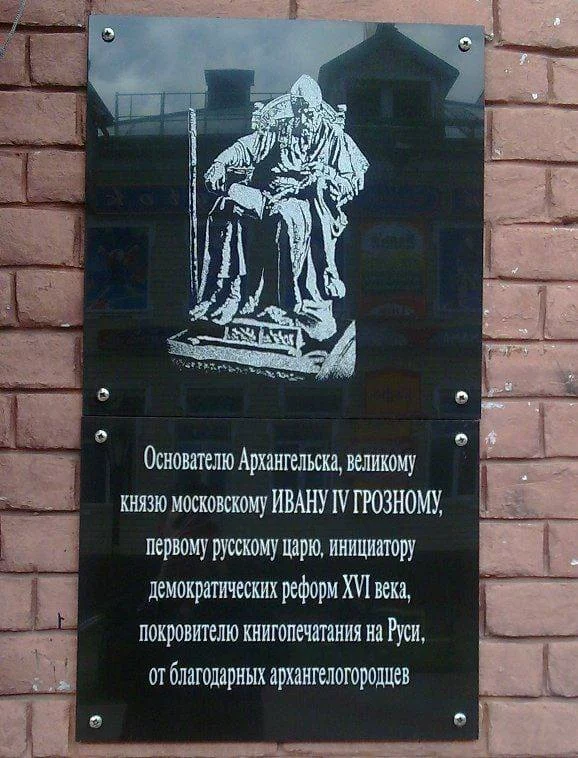 Основателю Архангельска, великому
князю московскому ИВАНУ IV ГРОЗНОМУ,
первому русскому царю, инициатору
демократических реформ XVI века,
покровителю книгопечатания на Руси,
от благодарных архангелогородцев